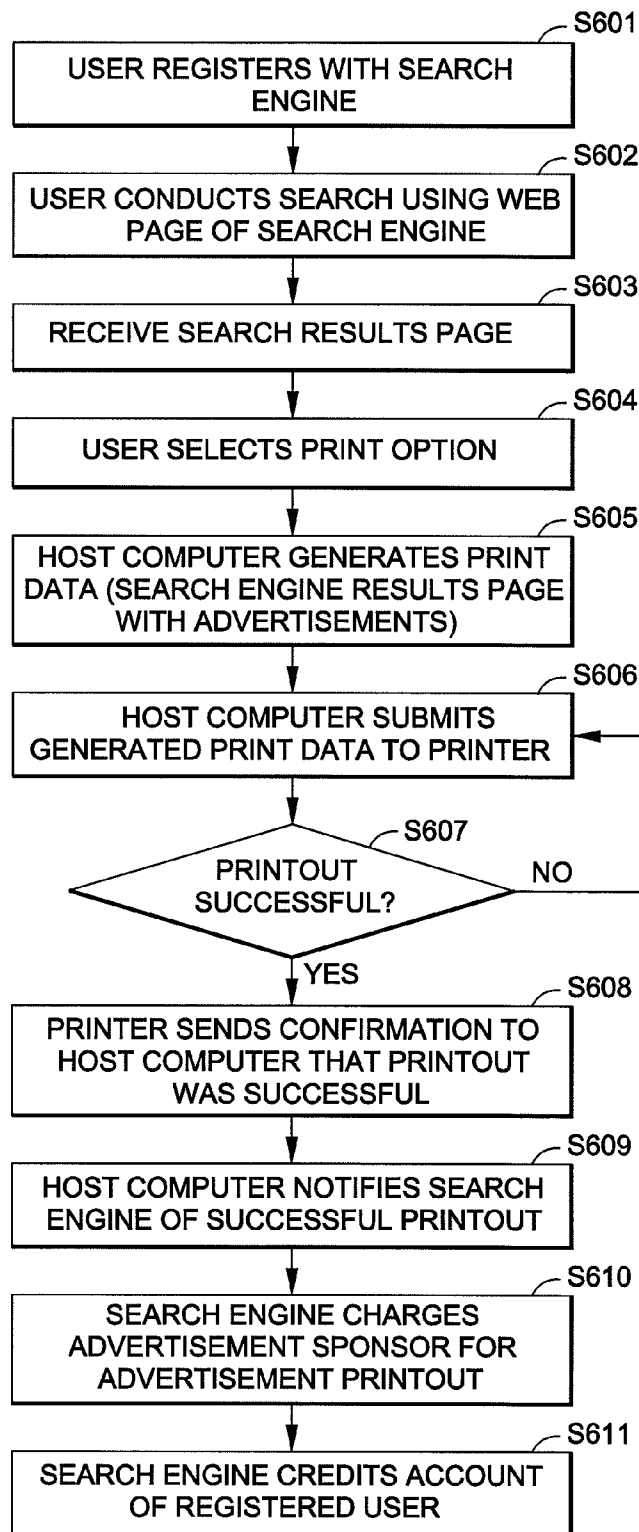 S601
USER REGISTERS WITH SEARCH
ENGINE
S602
USER CONDUCTS SEARCH USING WEB
PAGE OF SEARCH ENGINE
S603
RECEIVE SEARCH RESULTS PAGE
S604
USER SELECTS PRINT OPTION
S605
HOST COMPUTER GENERATES PRINT
DATA (SEARCH ENGINE RESULTS PAGE
WITH ADVERTISEMENTS)
S606
HOST COMPUTER SUBMITS
GENERATED PRINT DATA TO PRINTER
S607
PRINTOUT
SUCCESSFUL?
NO
YES
S608
PRINTER SENDS CONFIRMATION TO
HOST COMPUTER THAT PRINTOUT
WAS SUCCESSFUL
S609
HOST COMPUTER NOTIFIES SEARCH
ENGINE OF SUCCESSFUL PRINTOUT
S610
SEARCH ENGINE CHARGES
ADVERTISEMENT SPONSOR FOR
ADVERTISEMENT PRINTOUT
S611
SEARCH ENGINE CREDITS ACCOUNT
OF REGISTERED USER